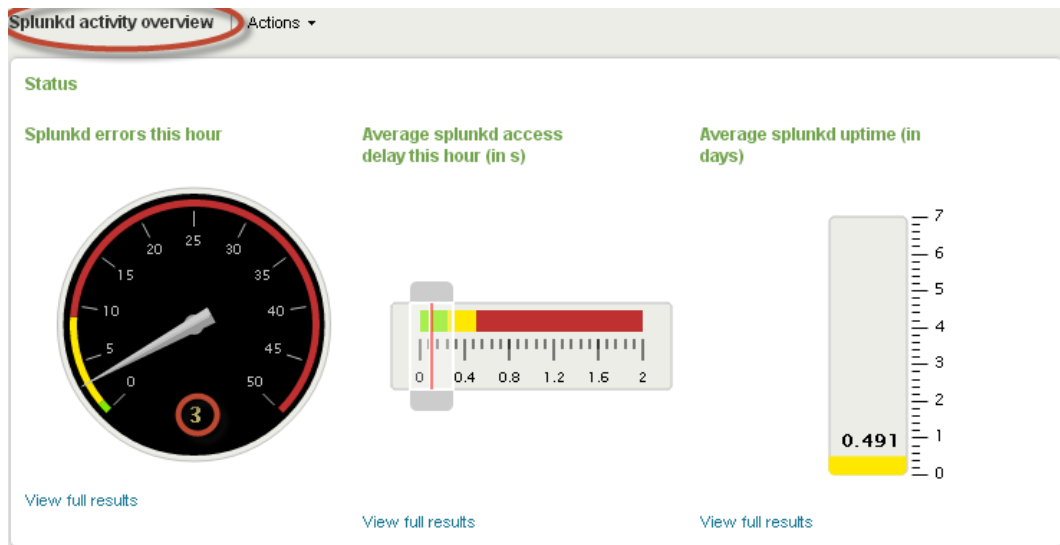 Splunkd activity overview Actions
Status
Splunkd errors this hour
0
5
10
15
20
25
30
35
40
45
50
3
View full results
Average splunkd access
delay this hour (in s)
0 0.4 0.8 1.2 1.6 2
View full results
Average splunkd uptime (in
days)
7
6
5
4
3
2
1
0
0.491
View full results